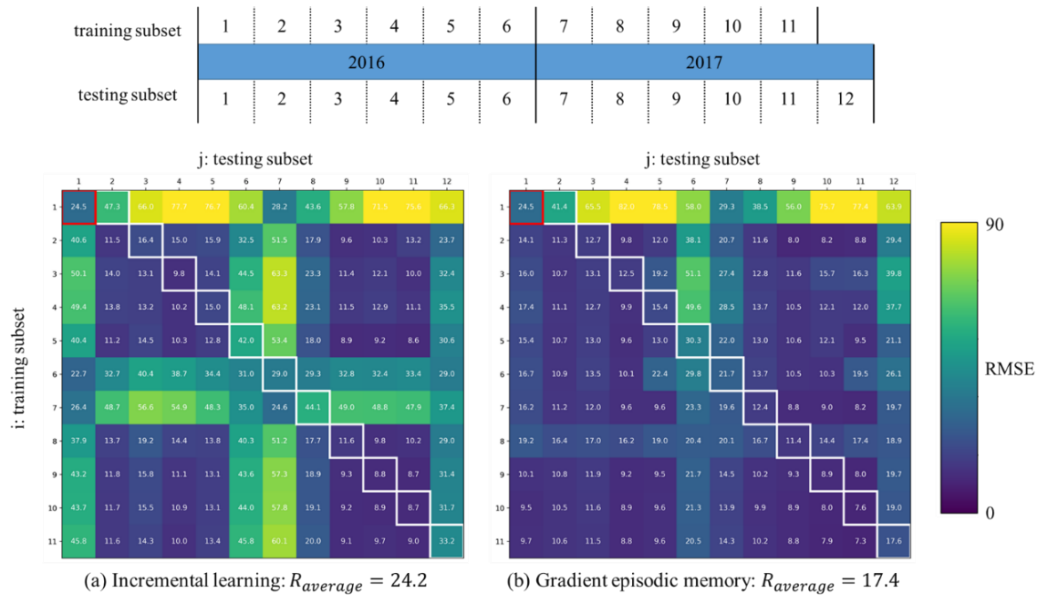 training subset 1 2 3 4 5 6 7 8 9 10 11
2016 2017
testing subset 1 2 3 4 5 6 7 8 9 10 11 12
j: testing subset
1 2 3 4 5 6 7 8 9 10 11 12
i: training subset
1 24.5 47.3 66.0 77.7 60.4 28.2 43.6 57.8 66.3
2 40.6 11.5 16.4 15.0 15.9 32.5 51.5 17.9 9.6 10.3 13.2 23.7
3 50.1 14.0 13.1 9.8 14.1 44.5 63.3 23.3 11.4 12.1 10.0 32.4
4 49.4 13.8 13.2 10.2 15.0 48.1 63.2 23.1 11.5 12.9 11.1 35.5
5 40.4 11.2 14.5 10.3 12.8 42.0 53.4 18.0 8.9 9.2 8.6 30.6
6 22.7 32.7 40.4 38.7 34.4 31.0 29.0 29.3 32.8 32.4 33.4 29.0
7 26.4 48.7 56.6 54.9 48.3 35.0 24.6 44.1 49.0 48.8 47.9 37.4
8 37.9 13.7 19.2 14.4 13.8 40.3 51.2 17.7 11.6 9.8 10.2 29.0
9 43.2 11.8 15.8 11.1 13.1 43.6 57.3 18.9 9.3 8.8 8.7 31.4
10 43.7 11.7 15.5 10.9 13.1 44.0 57.8 19.1 9.2 8.9 8.7 31.7
11 45.8 11.6 14.3 10.0 13.4 45.8 60.1 20.0 9.1 9.7 9.0 33.2
(a) Incremental learning: R_average = 24.2
j: testing subset
1 2 3 4 5 6 7 8 9 10 11 12
1 24.5 41.4 65.5 58.0 29.3 38.5 56.0 63.9
2 14.1 11.3 12.7 9.8 12.0 38.1 20.7 11.6 8.0 8.2 8.8 29.4
3 16.0 10.7 13.1 12.5 19.2 51.1 27.4 12.8 11.6 15.7 16.3 39.8
4 17.4 11.1 12.7 9.9 15.4 49.6 28.5 13.7 10.5 12.1 12.0 37.7
5 15.4 10.7 12.6 9.6 13.0 30.3 22.0 13.0 10.6 12.1 9.5 21.1
6 16.7 10.9 13.5 10.1 22.4 29.8 21.7 13.7 10.5 10.3 19.5 26.1
7 16.2 11.2 12.0 9.6 9.6 23.3 19.6 12.4 8.8 9.0 8.2 19.7
8 19.2 16.4 17.0 16.2 19.0 20.4 20.1 16.7 11.4 14.4 17.4 18.9
9 10.1 10.8 11.9 9.2 9.5 21.7 14.5 10.2 9.3 8.9 8.0 19.7
10 9.5 10.5 11.6 8.9 9.6 21.3 13.9 9.9 8.9 8.0 7.6 19.0
11 9.7 10.6 11.5 8.8 9.6 20.5 14.3 10.2 8.8 7.9 7.3 17.6
(b) Gradient episodic memory: R_average = 17.4
90
RMSE
0